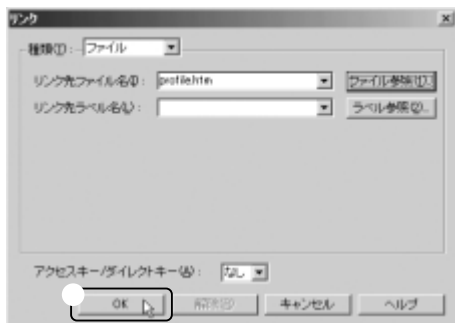 リンク
種類(T): ファイル
リンク先ファイル名(I): profile.htm ファイル参照(F)...
リンク先ラベル名(L): ラベル参照(Z)...
アクセスキー/ダイレクトキー(A): なし
OK 解除(B) キャンセル ヘルプ